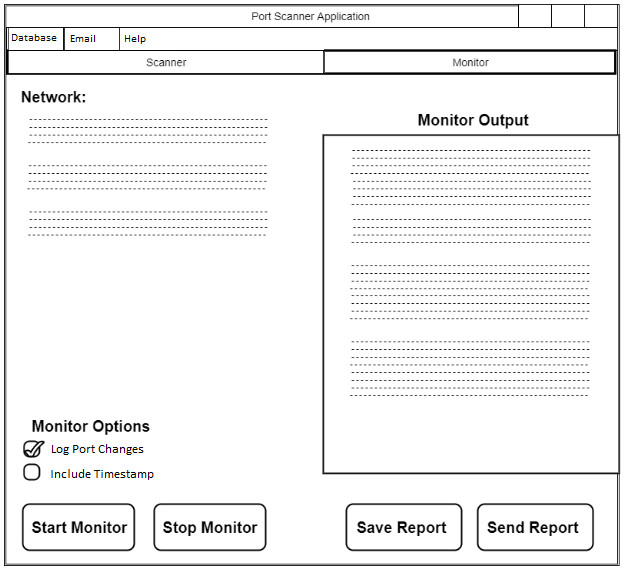 Port Scanner Application
Database Email Help
Scanner Monitor
Network:
Monitor Output
Monitor Options
Log Port Changes
Include Timestamp
Start Monitor Stop Monitor Save Report Send Report